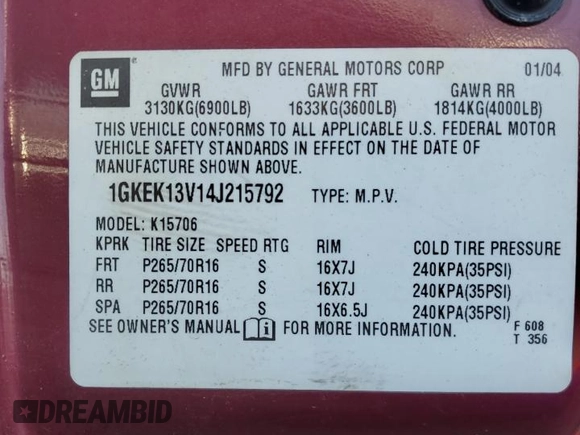 GM
MFD BY GENERAL MOTORS CORP 01/04
GVWR GAWR FRT GAWR RR
3130KG(6900LB) 1633KG(3600LB) 1814KG(4000LB)
THIS VEHICLE CONFORMS TO ALL APPLICABLE U.S. FEDERAL MOTOR
VEHICLE SAFETY STANDARDS IN EFFECT ON THE DATE OF
MANUFACTURE SHOWN ABOVE.
1GKEK13V14J215792 TYPE: M.P.V.
MODEL: K15706
KPRK TIRE SIZE SPEED RTG RIM COLD TIRE PRESSURE
FRT P265/70R16 S 16X7J 240KPA(35PSI)
RR P265/70R16 S 16X7J 240KPA(35PSI)
SPA P265/70R16 S 16X6.5J 240KPA(35PSI)
SEE OWNER'S MANUAL FOR MORE INFORMATION.
F 608
T 356
DREAMBID